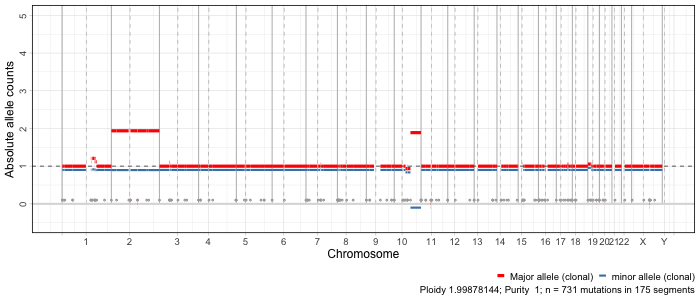 Absolute allele counts
5
4
3
2
1
0
1 2 3 4 5 6 7 8 9 10 11 12 13 14 15 16 17 18 19 20 21 22 X Y
Chromosome
Major allele (clonal) minor allele (clonal)
Ploidy 1.99878144; Purity 1; n = 731 mutations in 175 segments